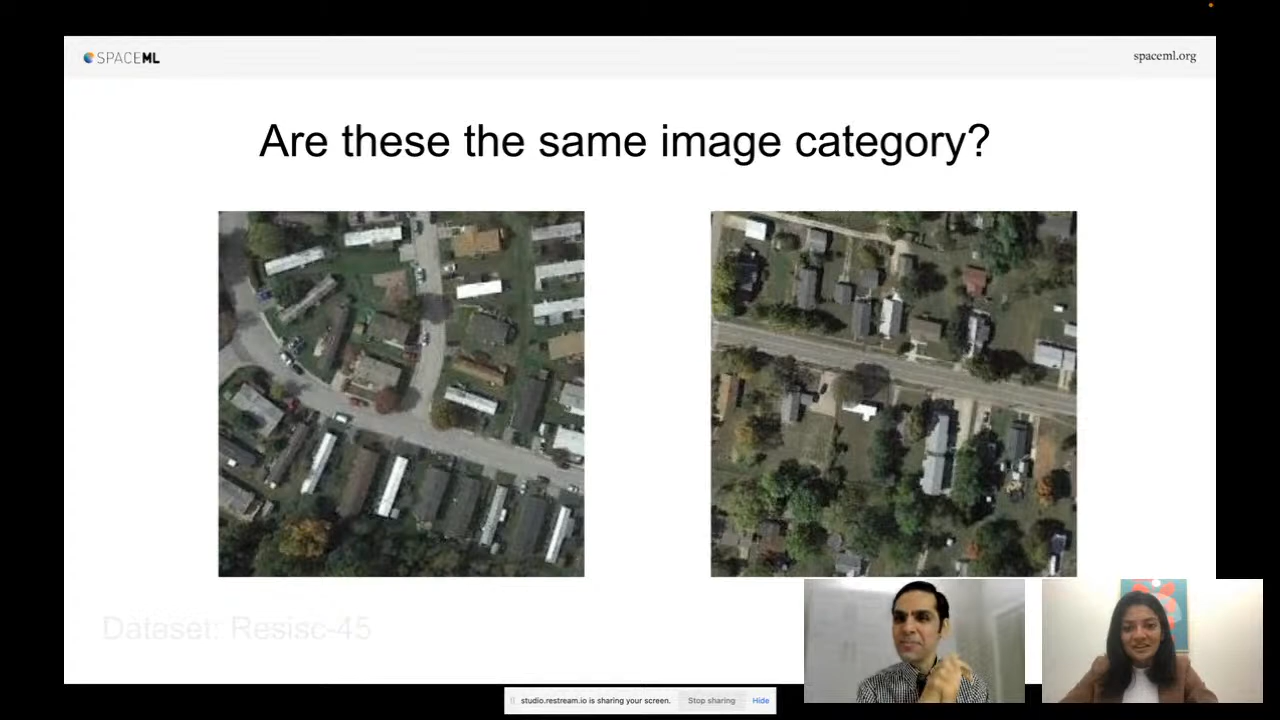 SPACEML
spaceml.org
Are these the same image category?
Dataset: Resisc-45
studio.restream.io is sharing your screen.
Stop sharing
Hide